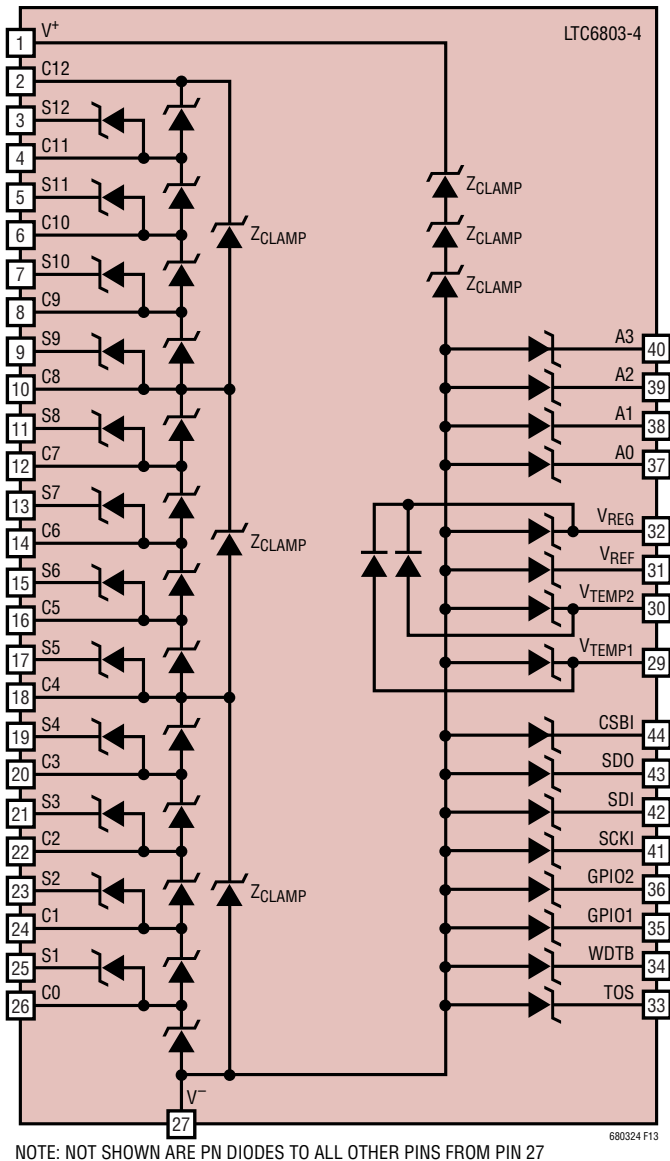 LTC6803-4
1 V+
2 C12
3 S12
4 C11
5 S11
6 C10
7 S10
8 C9
9 S9
10 C8
11 S8
12 C7
13 S7
14 C6
15 S6
16 C5
17 S5
18 C4
19 S4
20 C3
21 S3
22 C2
23 S2
24 C1
25 S1
26 C0
V−
27
ZCLAMP
ZCLAMP
ZCLAMP
ZCLAMP
ZCLAMP
ZCLAMP
A3 40
A2 39
A1 38
A0 37
VREG 32
VREF 31
VTEMP2 30
VTEMP1 29
CSBI 44
SDO 43
SDI 42
SCKI 41
GPIO2 36
GPIO1 35
WDTB 34
TOS 33
680324 F13
NOTE: NOT SHOWN ARE PN DIODES TO ALL OTHER PINS FROM PIN 27